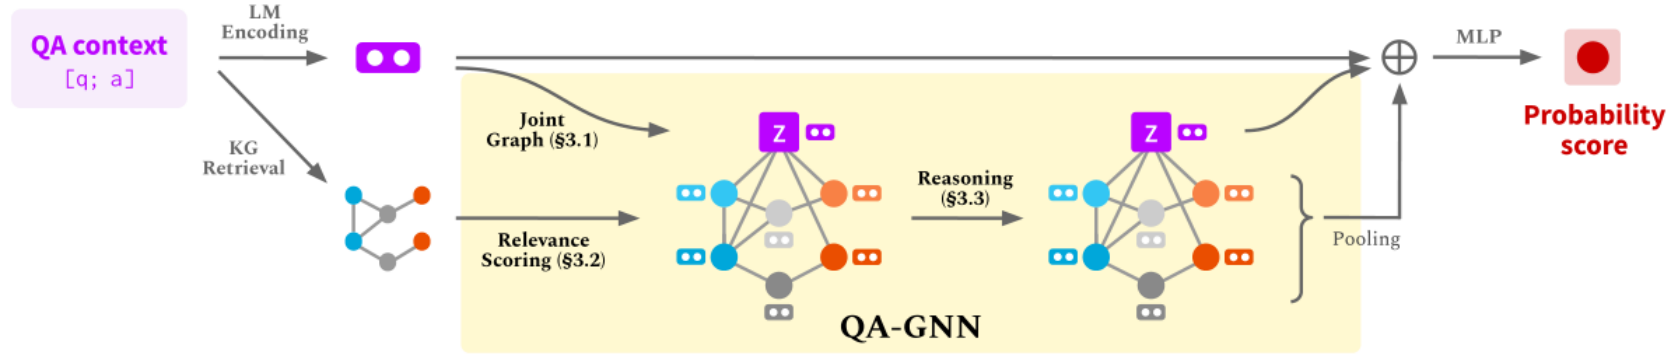 QA context
[q; a]
LM
Encoding
KG
Retrieval
Joint
Graph (§3.1)
Relevance
Scoring (§3.2)
Z
Reasoning
(§3.3)
Z
QA-GNN
Pooling
MLP
Probability
score